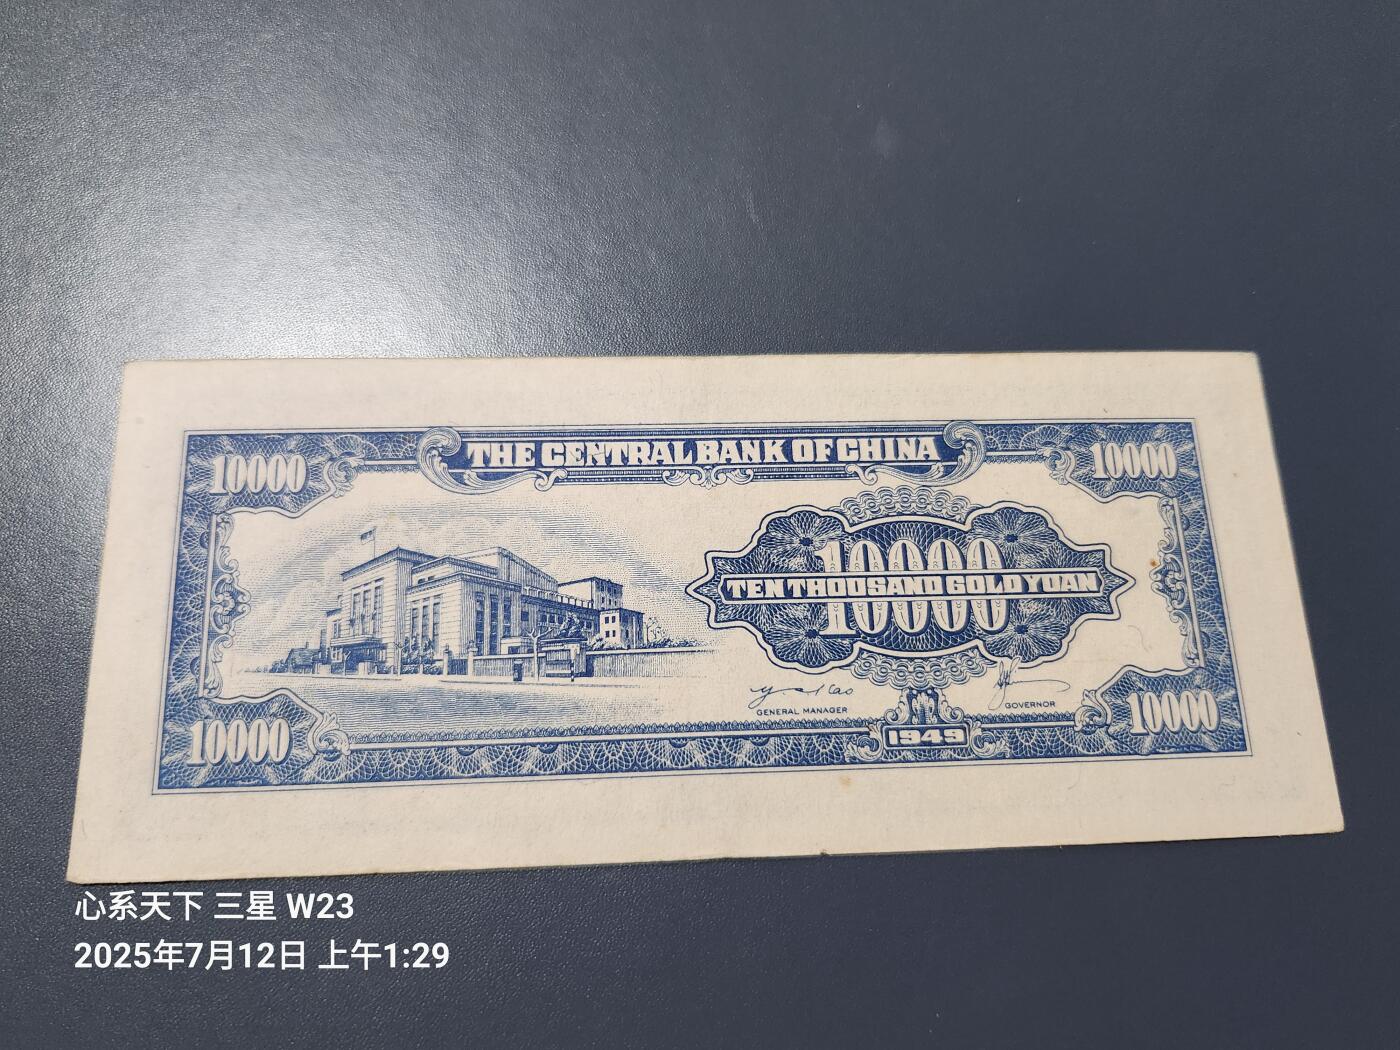 THE CENTRAL BANK OF CHINA
10000
10000
10000
TEN THOUSAND GOLD YUAN
GENERAL MANAGER
GOVERNOR
10000
1949
10000
心系天下 三星 W23
2025年7月12日 上午1:29